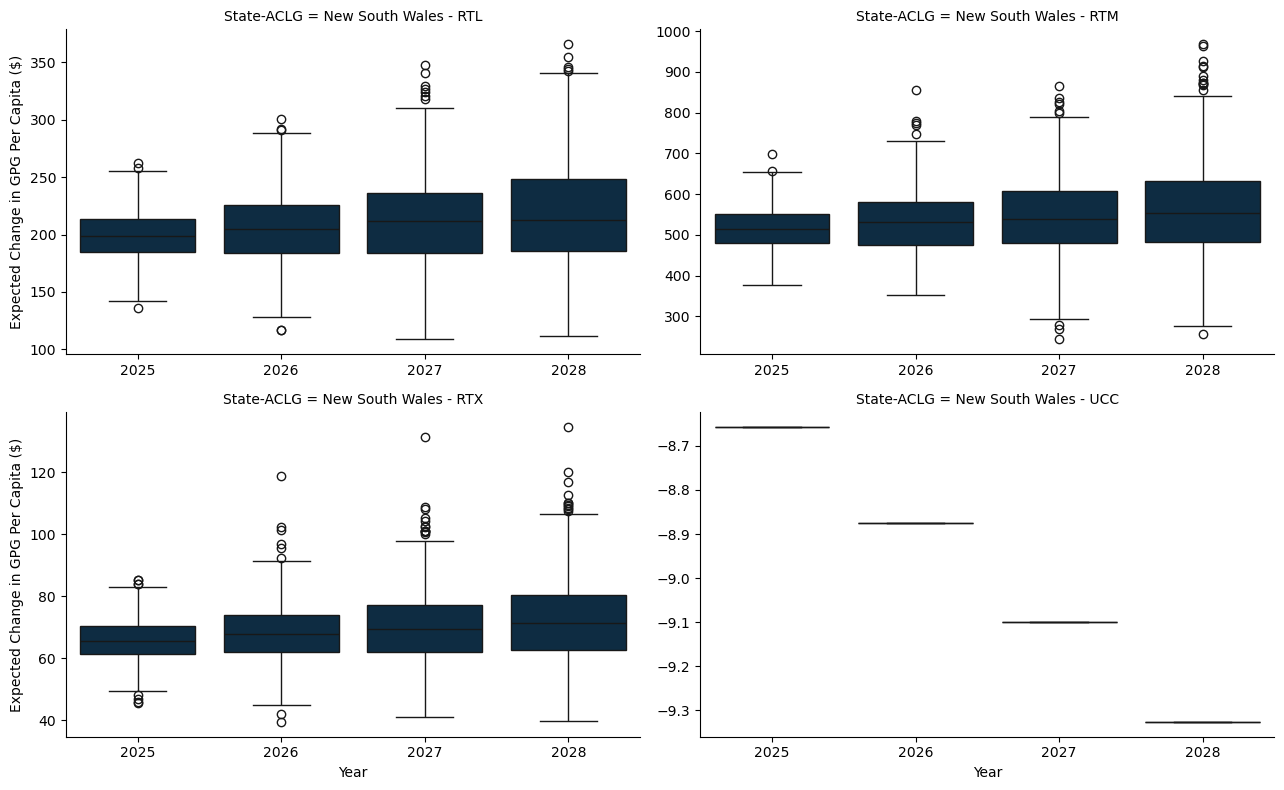 State-ACLG = New South Wales - RTL
Expected Change in GPG Per Capita ($)
350
300
250
200
150
100
2025 2026 2027 2028
State-ACLG = New South Wales - RTM
1000
900
800
700
600
500
400
300
2025 2026 2027 2028
State-ACLG = New South Wales - RTX
Expected Change in GPG Per Capita ($)
120
100
80
60
40
2025 2026 2027 2028
Year
State-ACLG = New South Wales - UCC
−8.7
−8.8
−8.9
−9.0
−9.1
−9.2
−9.3
2025 2026 2027 2028
Year